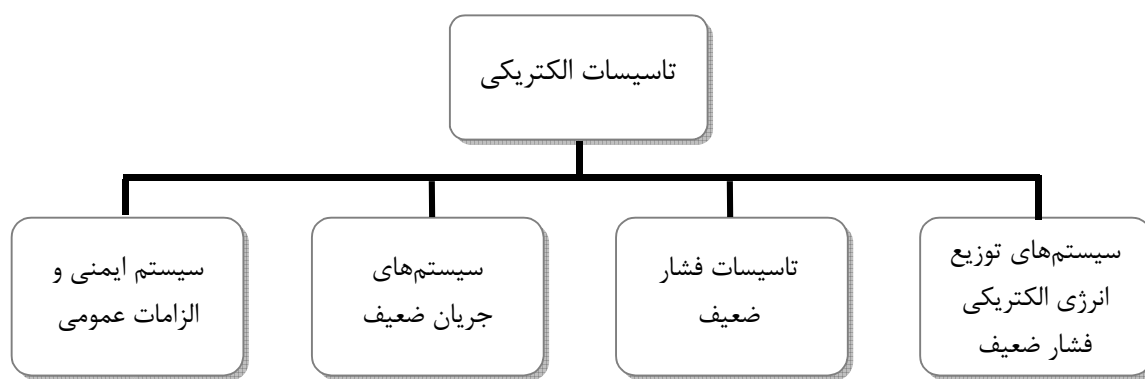 تاسیسات الکتریکی
سیستم‌های توزیع
انرژی الکتریکی
فشار ضعیف
تاسیسات فشار
ضعیف
سیستم‌های
جریان ضعیف
سیستم ایمنی و
الزامات عمومی